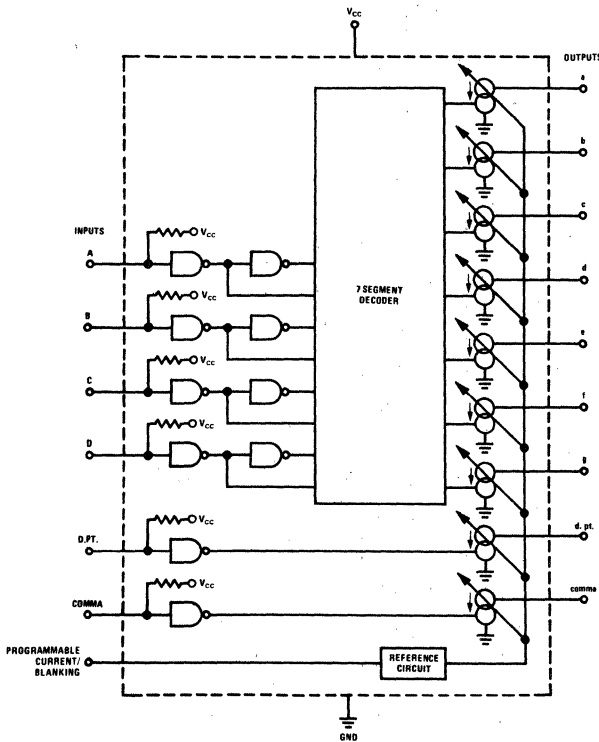 VCC
OUTPUTS
a
b
INPUTS
c
A
VCC
7 SEGMENT
DECODER
d
B
VCC
e
C
VCC
f
D
VCC
g
D.PT.
VCC
d. pt.
COMMA
VCC
comma
PROGRAMMABLE
CURRENT/
BLANKING
REFERENCE
CIRCUIT
GND